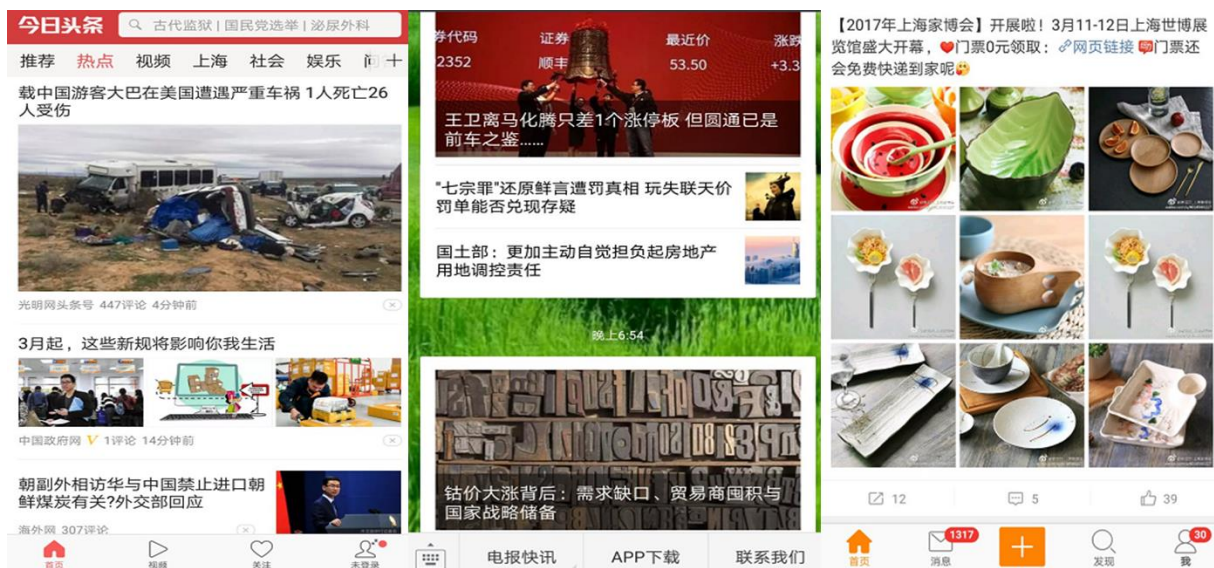 今日头条
古代监狱 | 国民党选举 | 泌尿外科
推荐 热点 视频 上海 社会 娱乐 问
载中国游客大巴在美国遭遇严重车祸 1人死亡26
人受伤
光明网头条号 447评论 4分钟前
3月起，这些新规将影响你我生活
中国政府网 V 1评论 14分钟前
朝副外相访华与中国禁止进口朝
鲜煤炭有关?外交部回应
海外网 307评论
首页 视频 关注 未登录
券代码 证券 最近价 涨跌
2352 顺丰 53.50 +3.3
王卫离马化腾只差1个涨停板 但圆通已是
前车之鉴......
"七宗罪"还原鲜言遭罚真相 玩失联天价
罚单能否兑现存疑
国土部：更加主动自觉担负起房地产
用地调控责任
晚上6:54
钴价大涨背后：需求缺口、贸易商囤积与
国家战略储备
电报快讯 APP下载 联系我们
【2017年上海家博会】开展啦！3月11-12日上海世博展
览馆盛大开幕，门票0元领取：网页链接 门票还
会免费快递到家呢
12 5 39
1317 30
首页 消息 发现 我